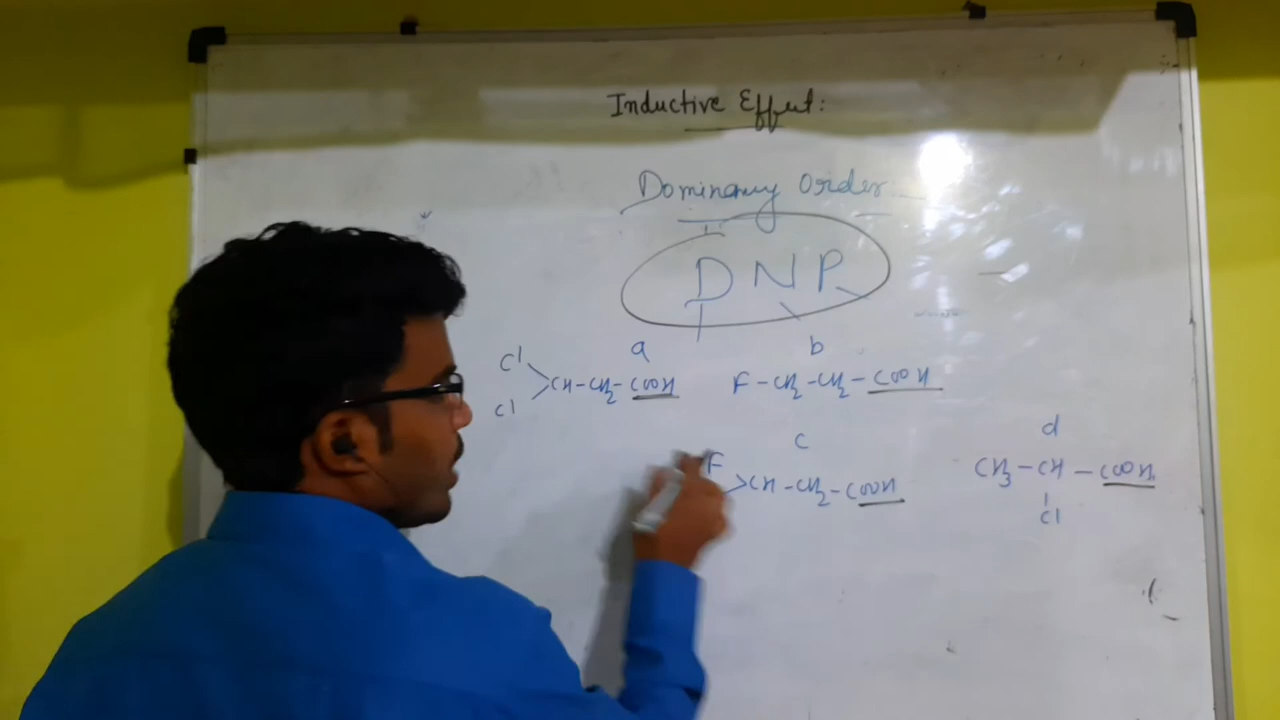 Inductive Effect:
Dominancy Order
D N P
a b
Cl
CH-CH2-COOH F-CH2-CH2-COOH
Cl
c d
F
>CH-CH2-COOH CH3-CH-COOH
Cl